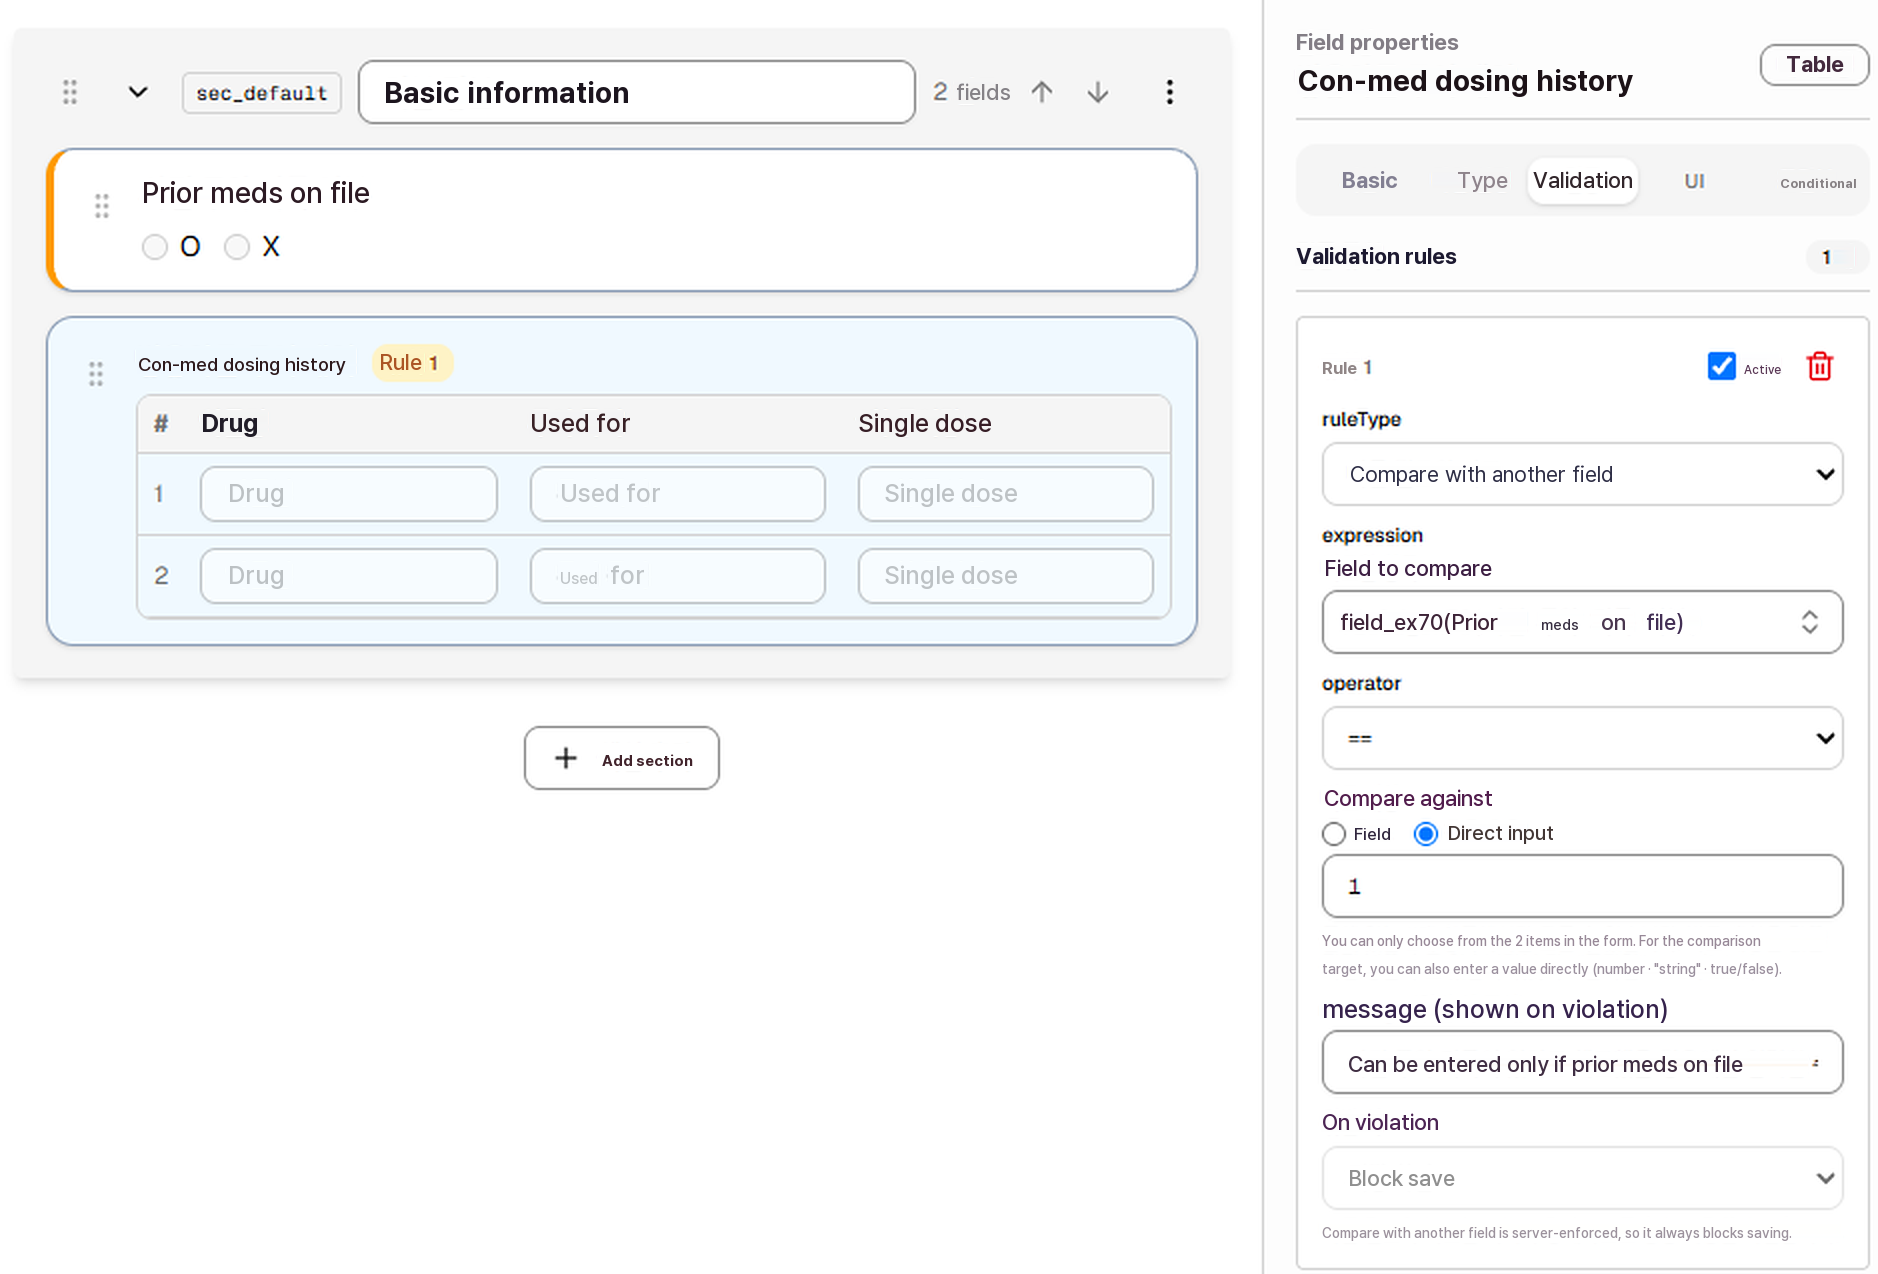 sec_default
Basic information
2 fields
Prior meds on file
O X
Con-med dosing history Rule 1
# Drug Used for Single dose
1 Drug Used for Single dose
2 Drug Used for Single dose
+ Add section
Field properties
Con-med dosing history
Table
Basic Type Validation UI Conditional
Validation rules 1
Rule 1 Active
ruleType
Compare with another field
expression
Field to compare
field_ex70(Prior meds on file)
operator
==
Compare against
Field Direct input
1
You can only choose from the 2 items in the form. For the comparison
target, you can also enter a value directly (number · "string" · true/false).
message (shown on violation)
Can be entered only if prior meds on file
On violation
Block save
Compare with another field is server-enforced, so it always blocks saving.